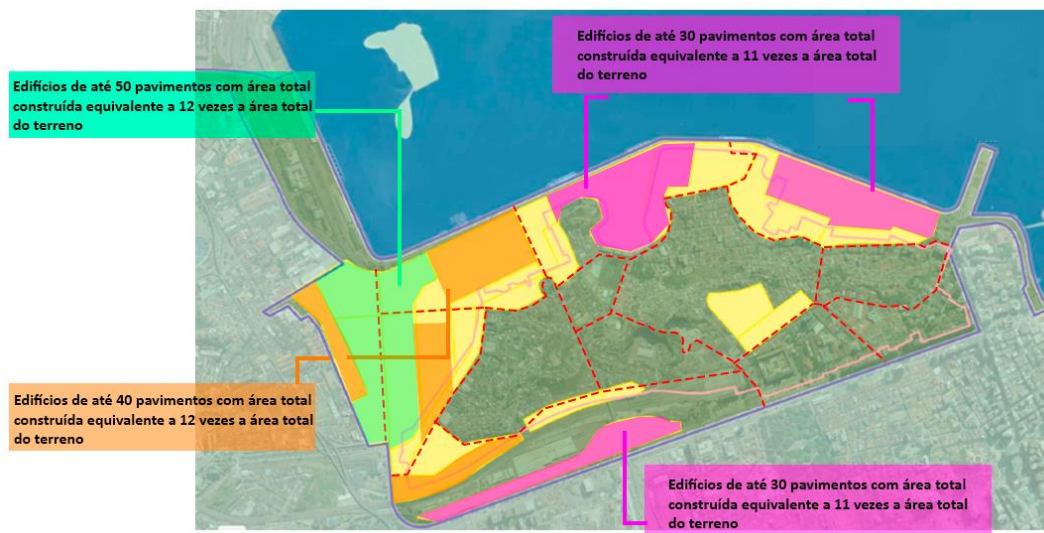 Edifícios de até 30 pavimentos com área total
construída equivalente a 11 vezes a área total
do terreno
Edifícios de até 50 pavimentos com área total
construída equivalente a 12 vezes a área total
do terreno
Edifícios de até 40 pavimentos com área total
construída equivalente a 12 vezes a área total
do terreno
Edifícios de até 30 pavimentos com área total
construída equivalente a 11 vezes a área total
do terreno